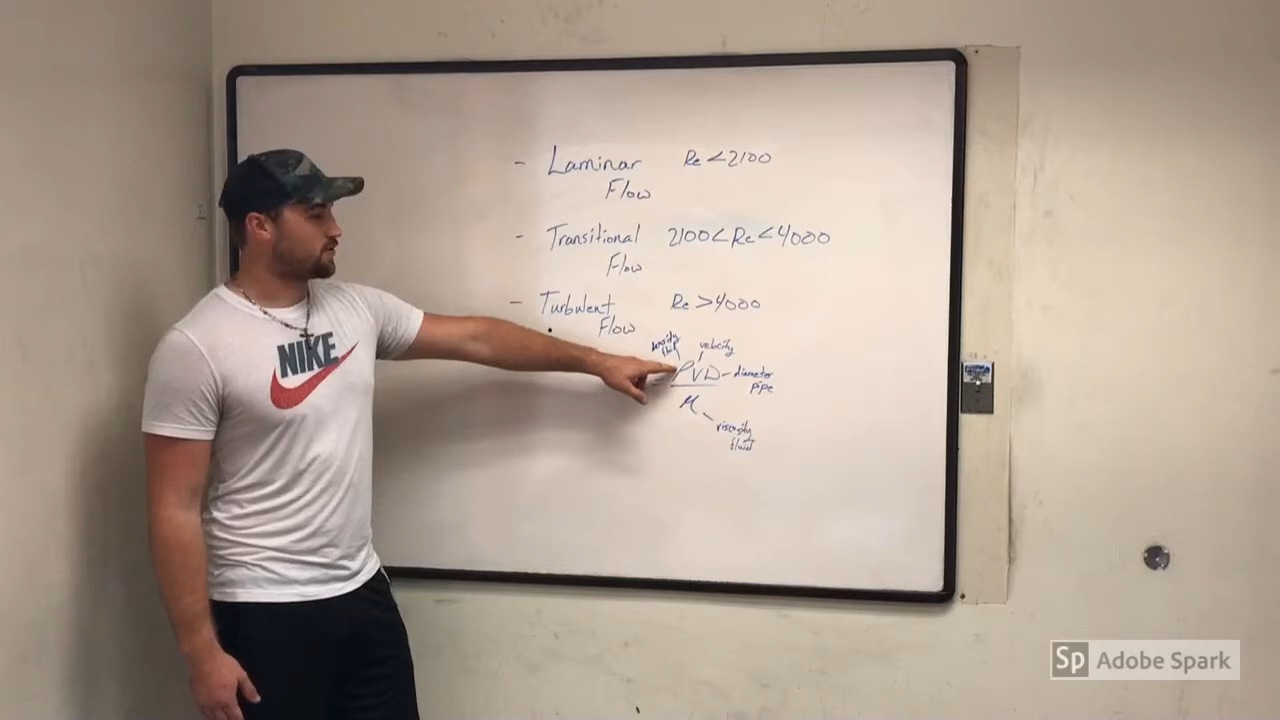 - Laminar Re < 2100
Flow
- Transitional 2100 < Re < 4000
Flow
- Turbulent Re > 4000
Flow
density velocity
fluid
ρVD - diameter
pipe
μ
viscosity
fluid
NIKE
Sp Adobe Spark